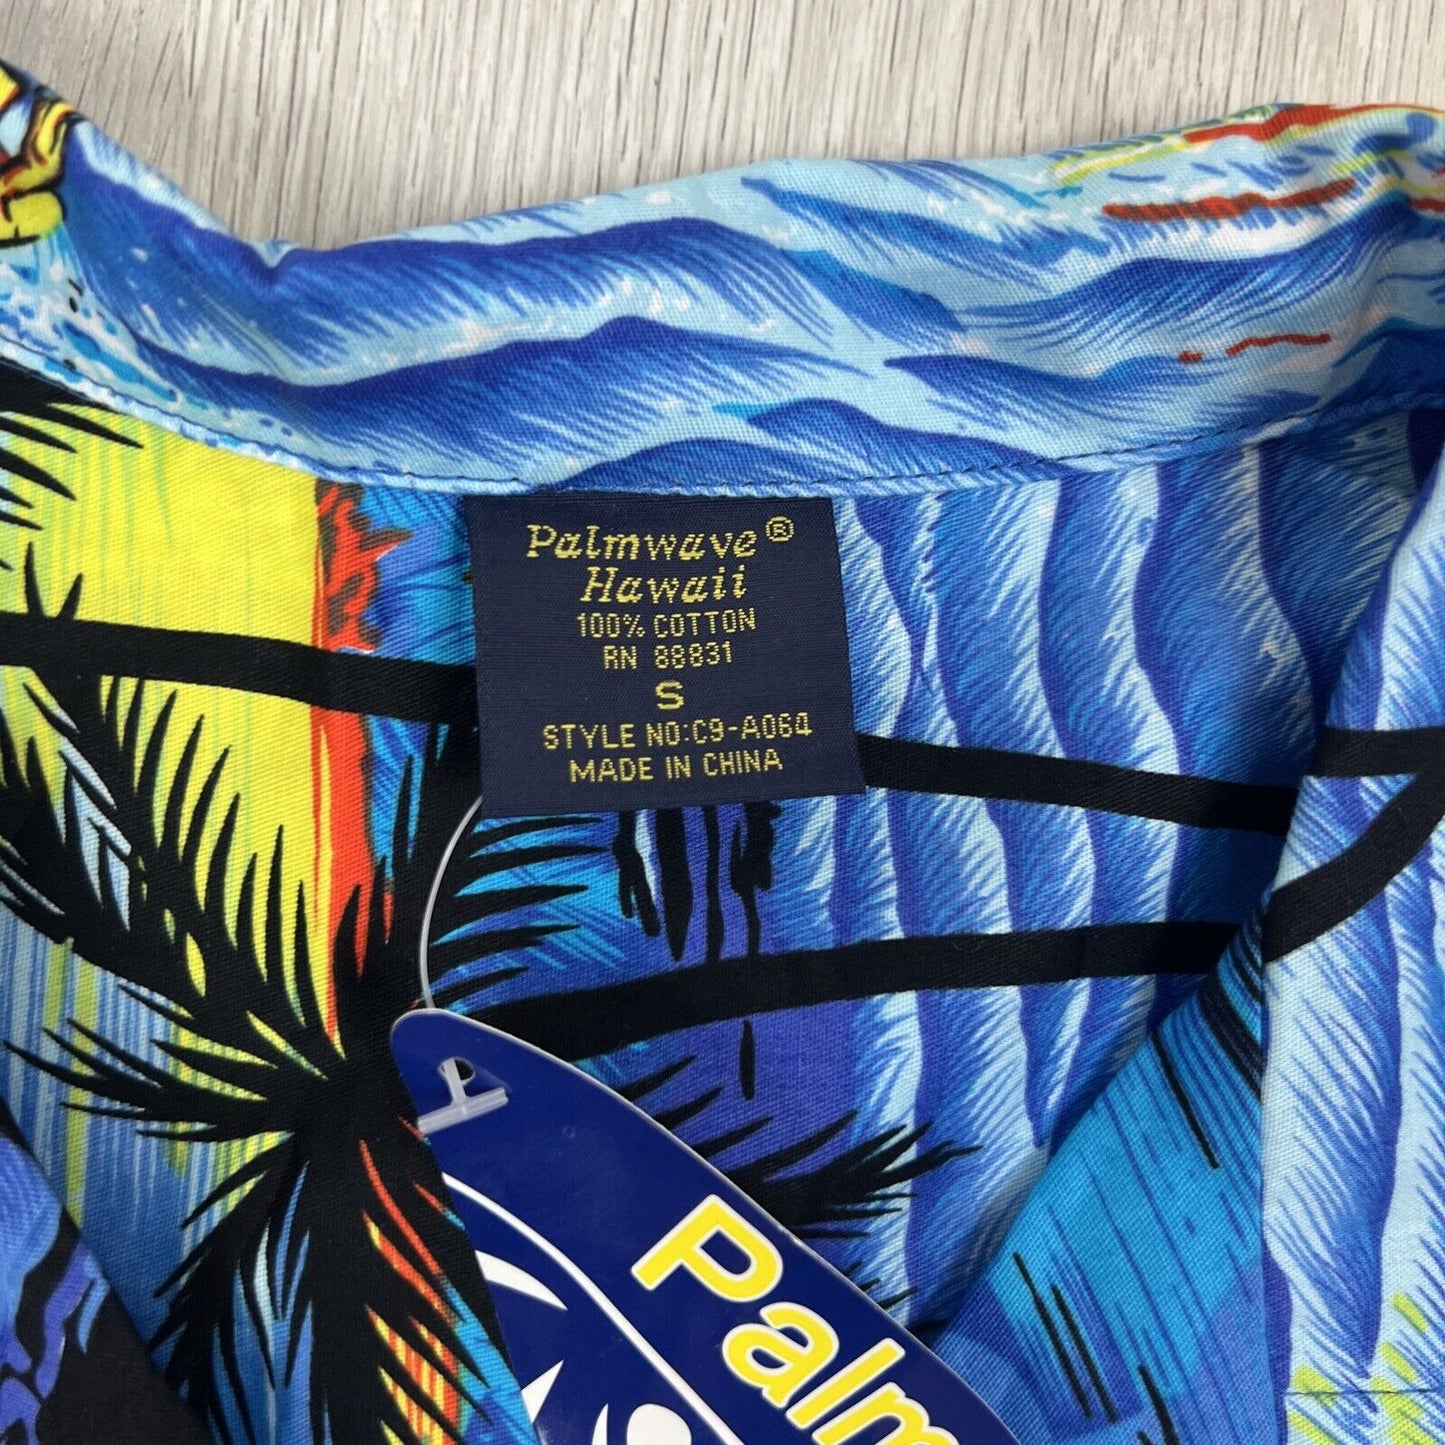 Palmwave®
Hawaii
100% COTTON
RN 88831
S
STYLE NO:C9-A064
MADE IN CHINA
Palm